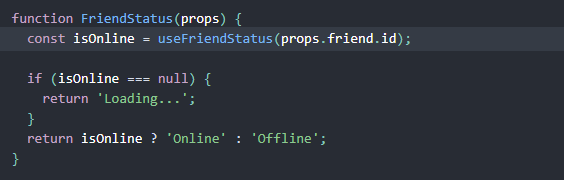 function FriendStatus(props) {
  const isOnline = useFriendStatus(props.friend.id);

  if (isOnline === null) {
    return 'Loading...';
  }
  return isOnline ? 'Online' : 'Offline';
}